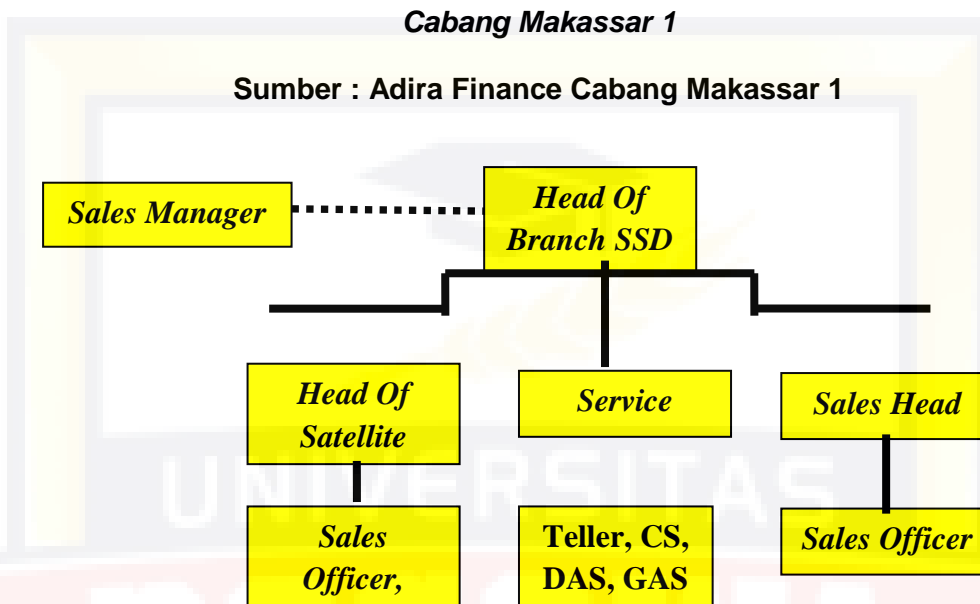 Cabang Makassar 1
Sumber : Adira Finance Cabang Makassar 1
Sales Manager
Head Of
Branch SSD
Head Of
Satellite
Service
Sales Head
Sales
Officer,
Teller, CS,
DAS, GAS
Sales Officer
UNIVERSITAS